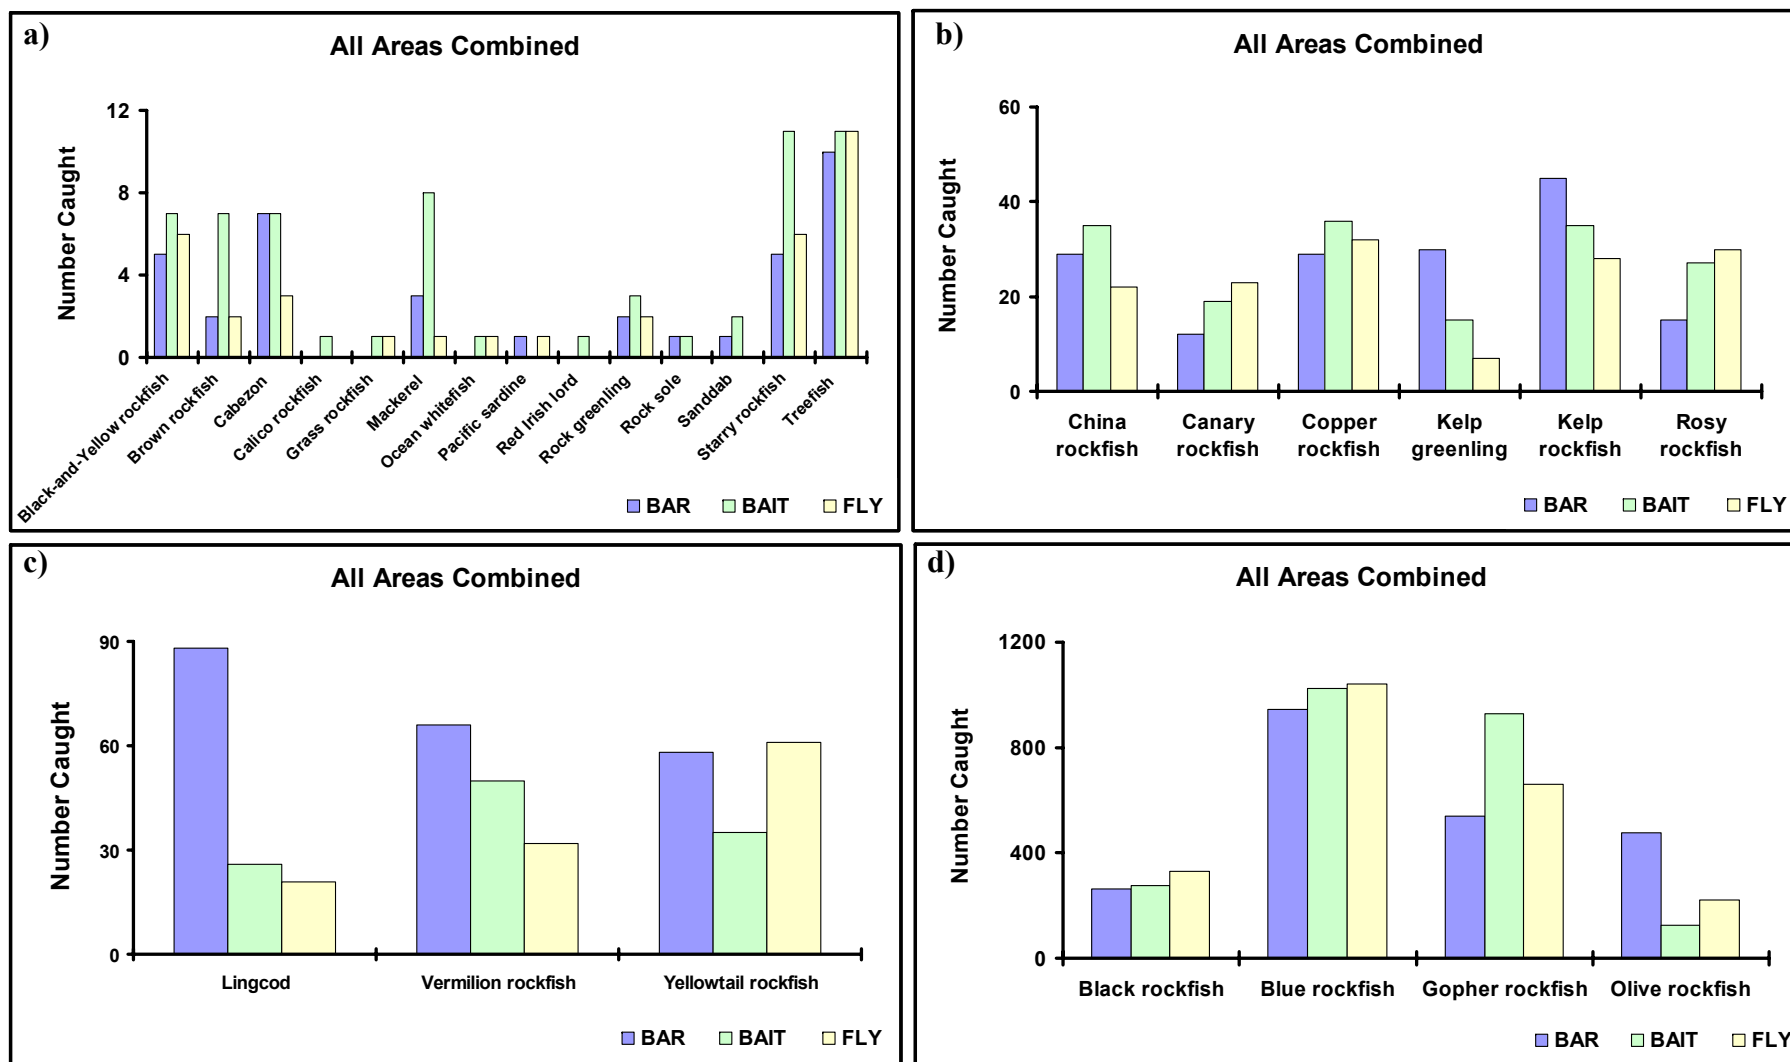 a)
All Areas Combined
Number Caught
12
8
4
0
Black-and-Yellow rockfish
Brown rockfish
Cabezon
Calico rockfish
Grass rockfish
Mackerel
Ocean whitefish
Pacific sardine
Red Irish lord
Rock greenling
Rock sole
Sanddab
Starry rockfish
Treefish
BAR BAIT FLY
b)
All Areas Combined
Number Caught
60
40
20
0
China rockfish
Canary rockfish
Copper rockfish
Kelp greenling
Kelp rockfish
Rosy rockfish
BAR BAIT FLY
c)
All Areas Combined
Number Caught
90
60
30
0
Lingcod Vermilion rockfish Yellowtail rockfish
BAR BAIT FLY
d)
All Areas Combined
Number Caught
1200
800
400
0
Black rockfish Blue rockfish Gopher rockfish Olive rockfish
BAR BAIT FLY